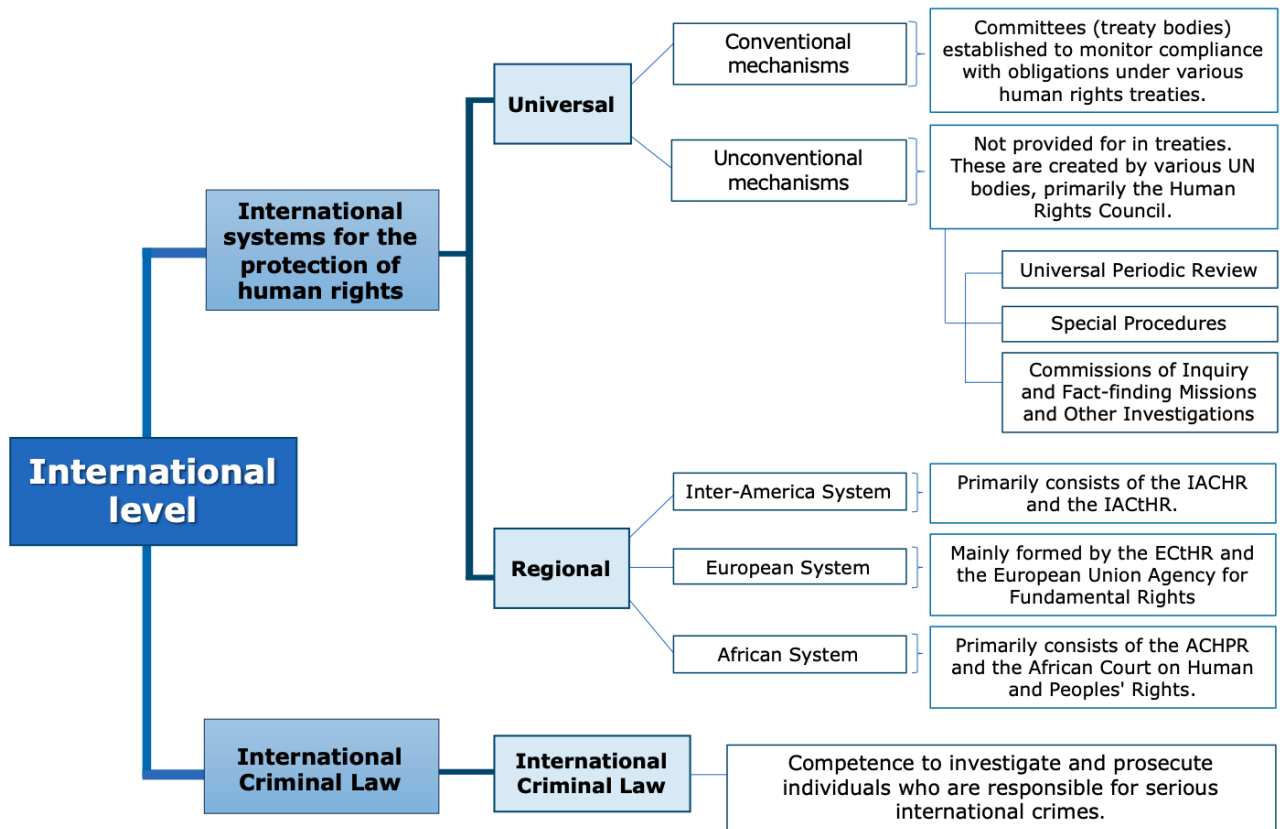 Conventional
mechanisms
Committees (treaty bodies)
established to monitor compliance
with obligations under various
human rights treaties.
Universal
Unconventional
mechanisms
Not provided for in treaties.
These are created by various UN
bodies, primarily the Human
Rights Council.
International
systems for the
protection of
human rights
Universal Periodic Review
Special Procedures
Commissions of Inquiry
and Fact-finding Missions
and Other Investigations
International
level
Inter-America System
Primarily consists of the IACHR
and the IACtHR.
Regional
European System
Mainly formed by the ECtHR and
the European Union Agency for
Fundamental Rights
African System
Primarily consists of the ACHPR
and the African Court on Human
and Peoples' Rights.
International
Criminal Law
International
Criminal Law
Competence to investigate and prosecute
individuals who are responsible for serious
international crimes.